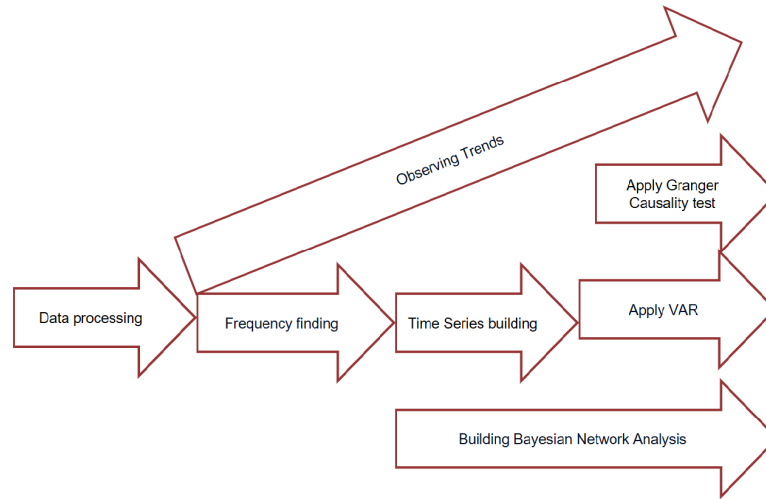 Observing Trends
Apply Granger
Causality test
Data processing
Frequency finding
Time Series building
Apply VAR
Building Bayesian Network Analysis